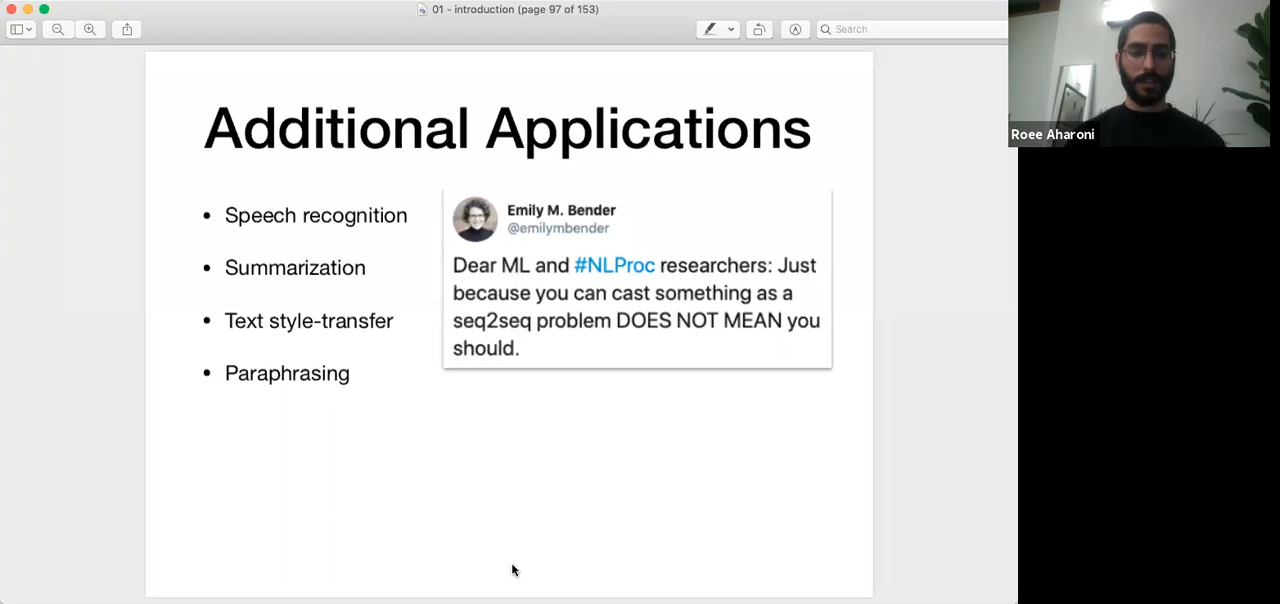 01 - introduction (page 97 of 153)
Search
Roee Aharoni
Additional Applications
• Speech recognition
• Summarization
• Text style-transfer
• Paraphrasing
Emily M. Bender
@emilymbender
Dear ML and #NLProc researchers: Just
because you can cast something as a
seq2seq problem DOES NOT MEAN you
should.